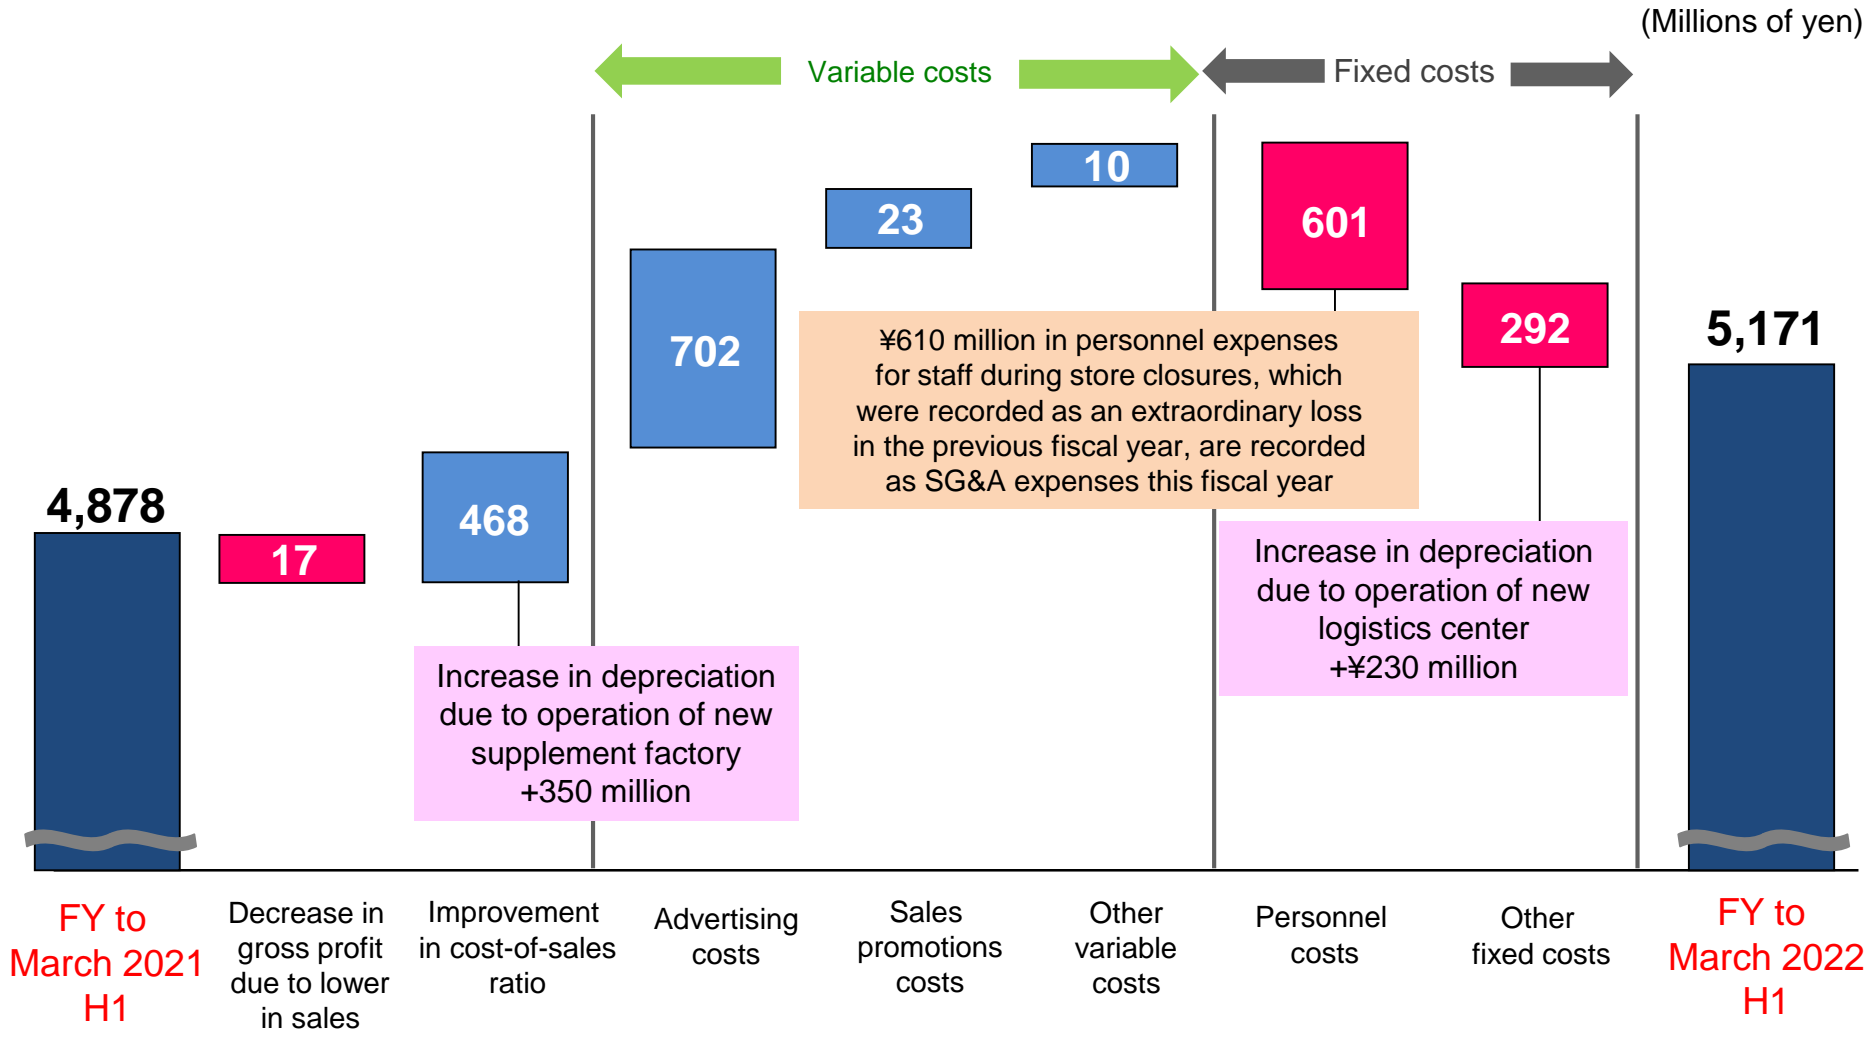 (Millions of yen)
Variable costs
Fixed costs
10
23
601
702
292
5,171
¥610 million in personnel expenses
for staff during store closures, which
were recorded as an extraordinary loss
in the previous fiscal year, are recorded
as SG&A expenses this fiscal year
4,878
17
468
Increase in depreciation
due to operation of new
logistics center
+¥230 million
Increase in depreciation
due to operation of new
supplement factory
+350 million
FY to
March 2021
H1
Decrease in
gross profit
due to lower
in sales
Improvement
in cost-of-sales
ratio
Advertising
costs
Sales
promotions
costs
Other
variable
costs
Personnel
costs
Other
fixed costs
FY to
March 2022
H1